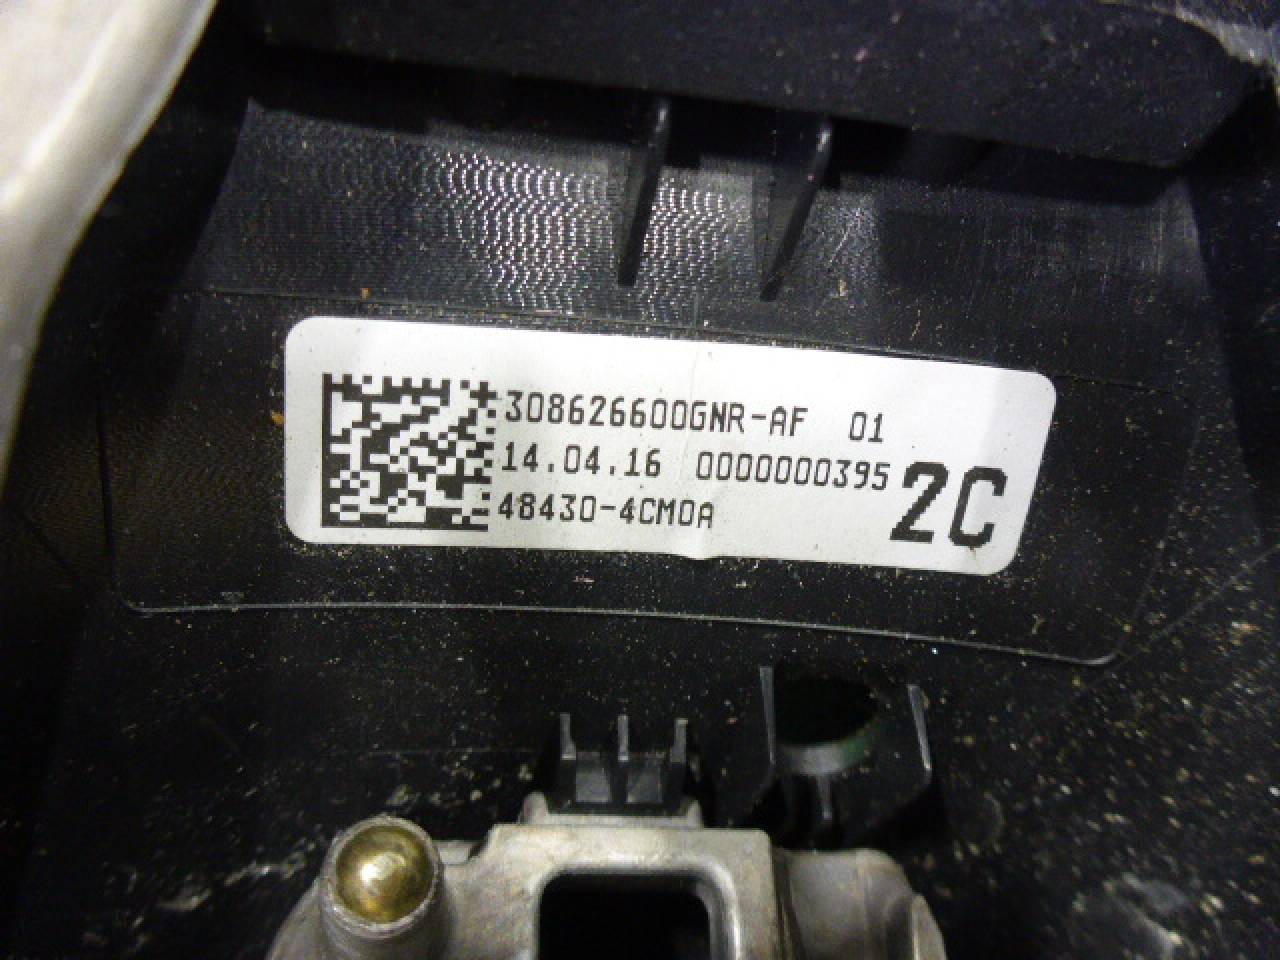 308626600GNR-AF 01
14.04.16 0000000395
48430-4CM0A
2C